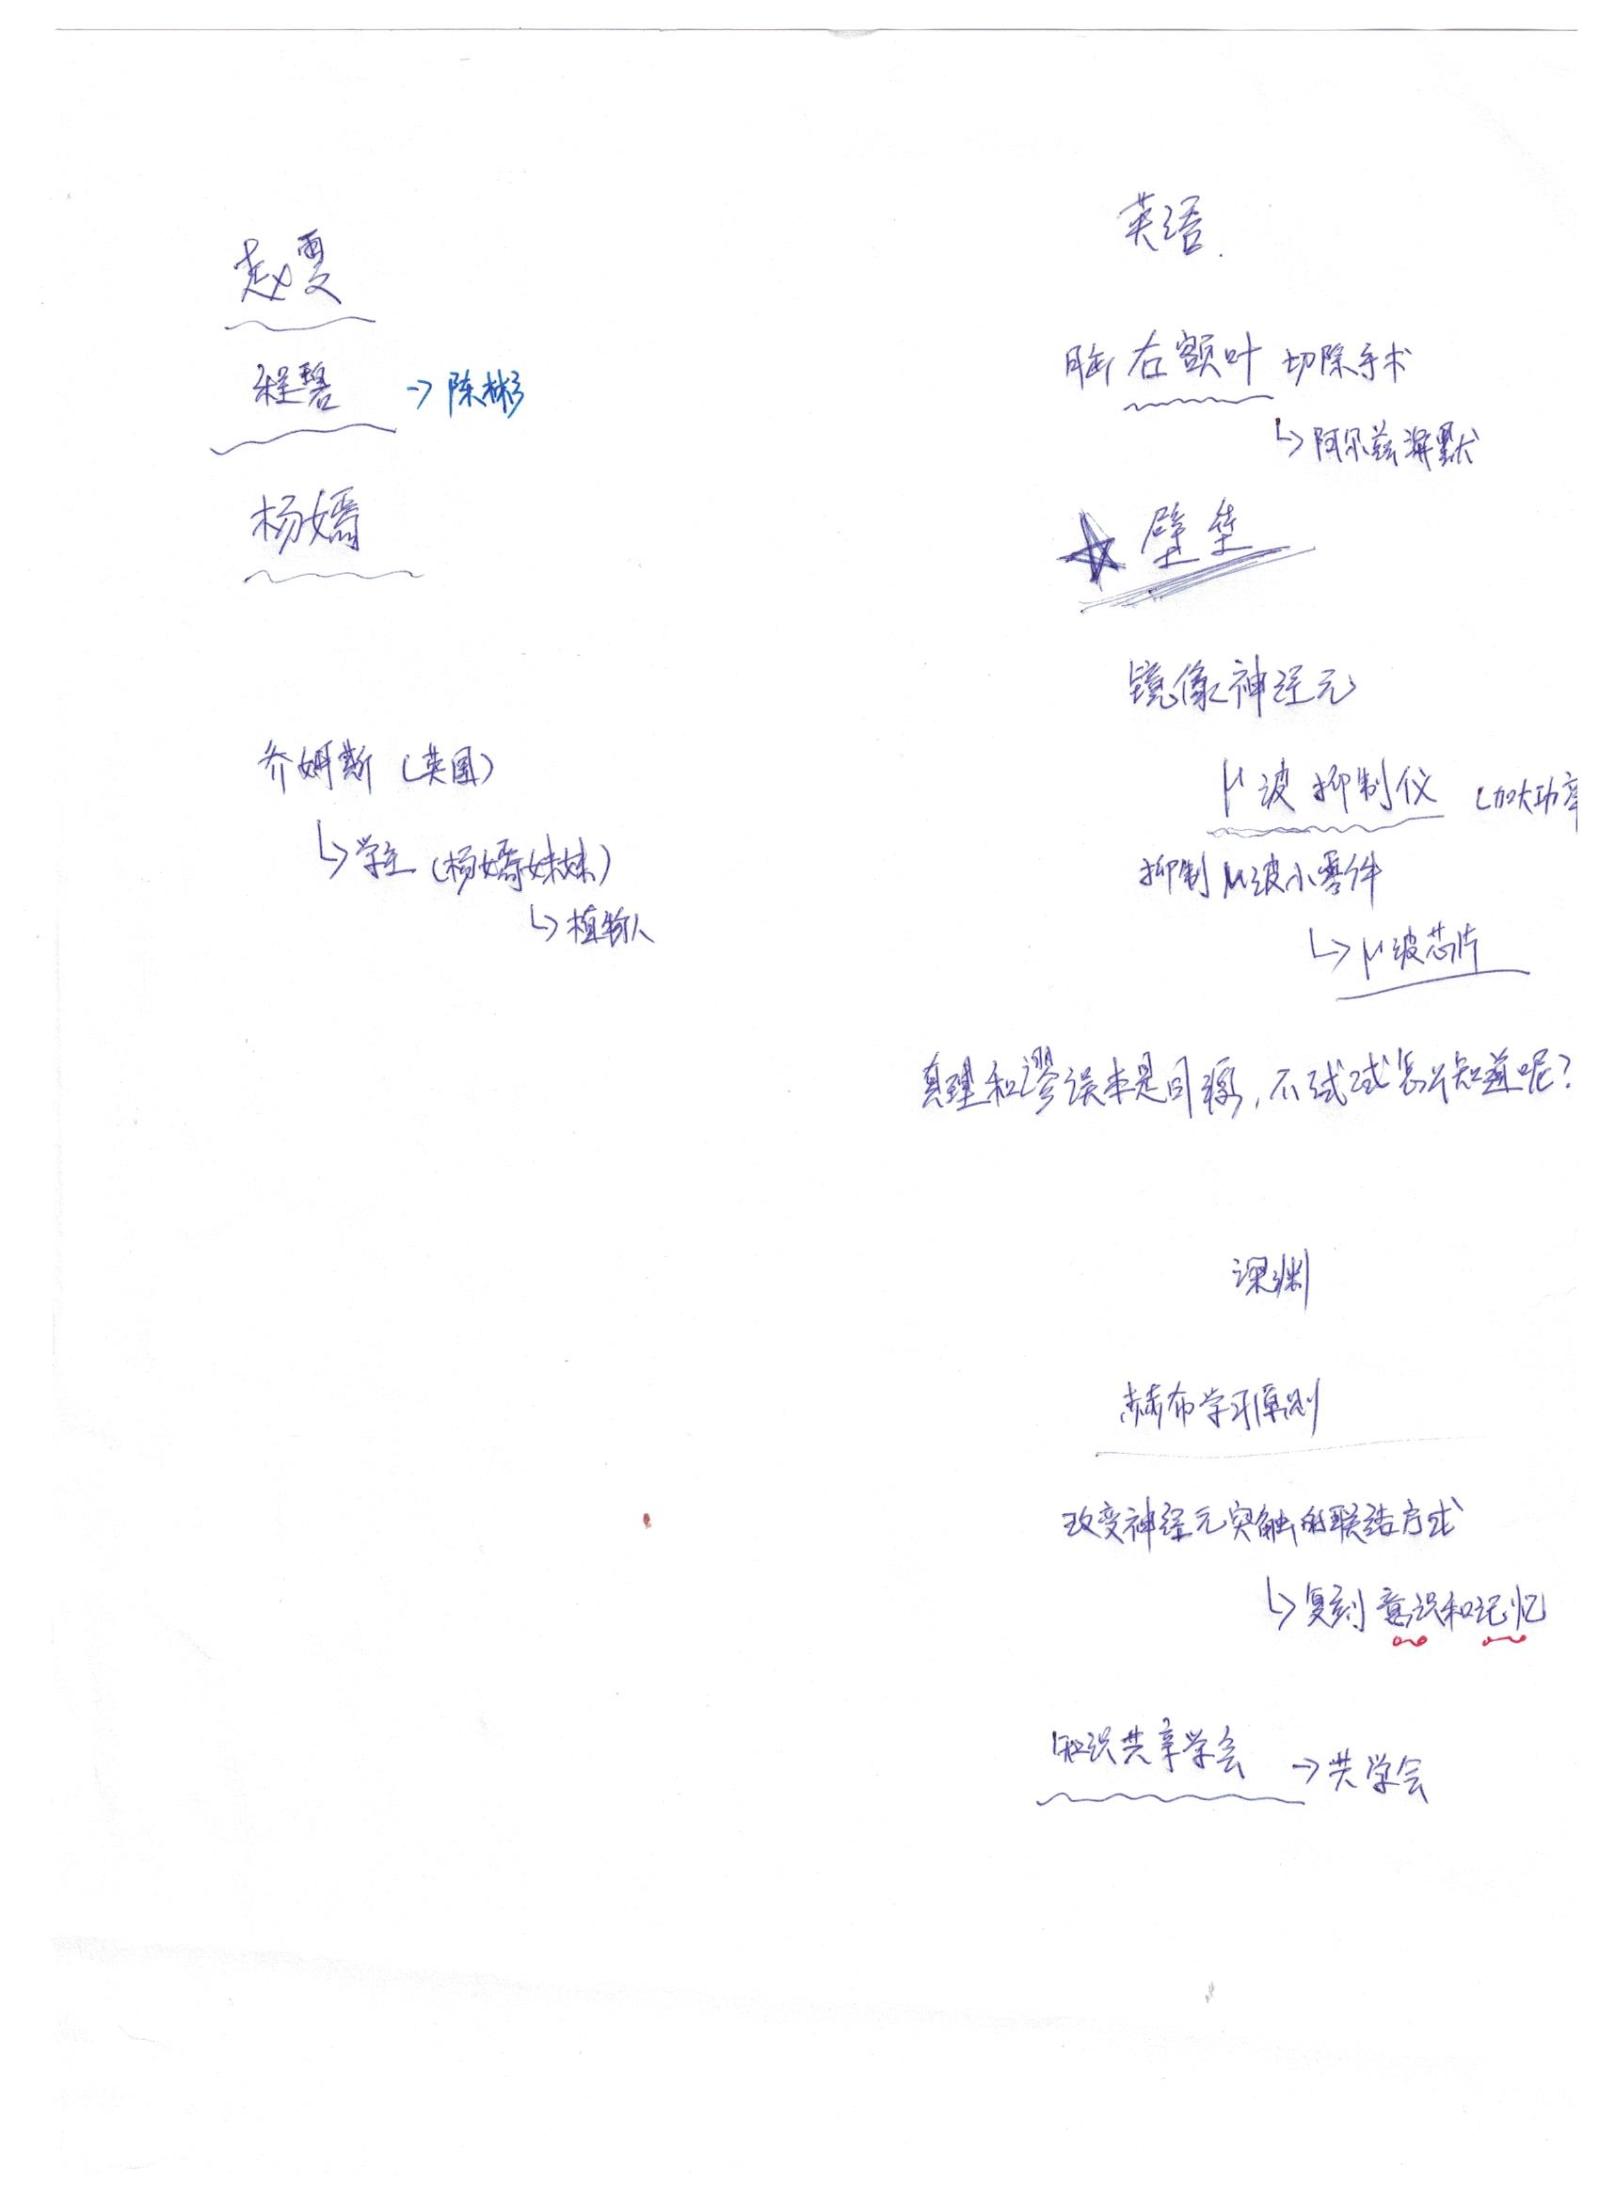 赵雯
程碧 → 陈彬
杨嫣
乔姆斯（英国）
↳ 学生（杨嫣妹妹）
↳ 植物人
英语
脑右额叶切除手术
↳ 阿尔兹海默
☆ 壁垒
镜像神经元
μ波抑制仪（加大功率
抑制μ波小零件
↳ μ波芯片
真理和谬误本是同源，不试试怎么知道呢？
深渊
赫布学习原则
改变神经元突触的联结方式
↳ 复刻意识和记忆
知识共享学会 → 共学会